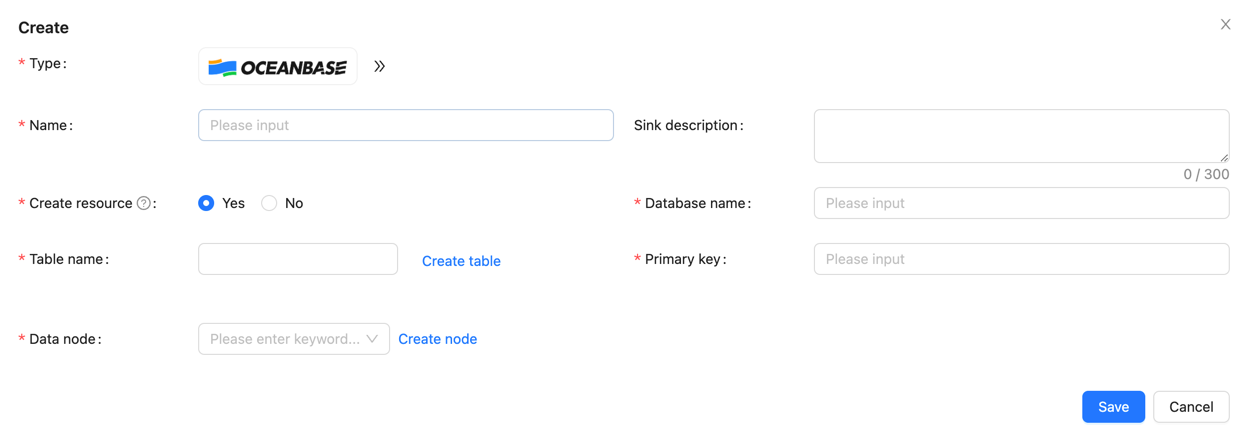 Create
* Type:
OCEANBASE
* Name:
Please input
Sink description:
0 / 300
* Create resource ? :
Yes
No
* Database name:
Please input
* Table name:
Create table
* Primary key:
Please input
* Data node:
Please enter keyword...
Create node
Save
Cancel